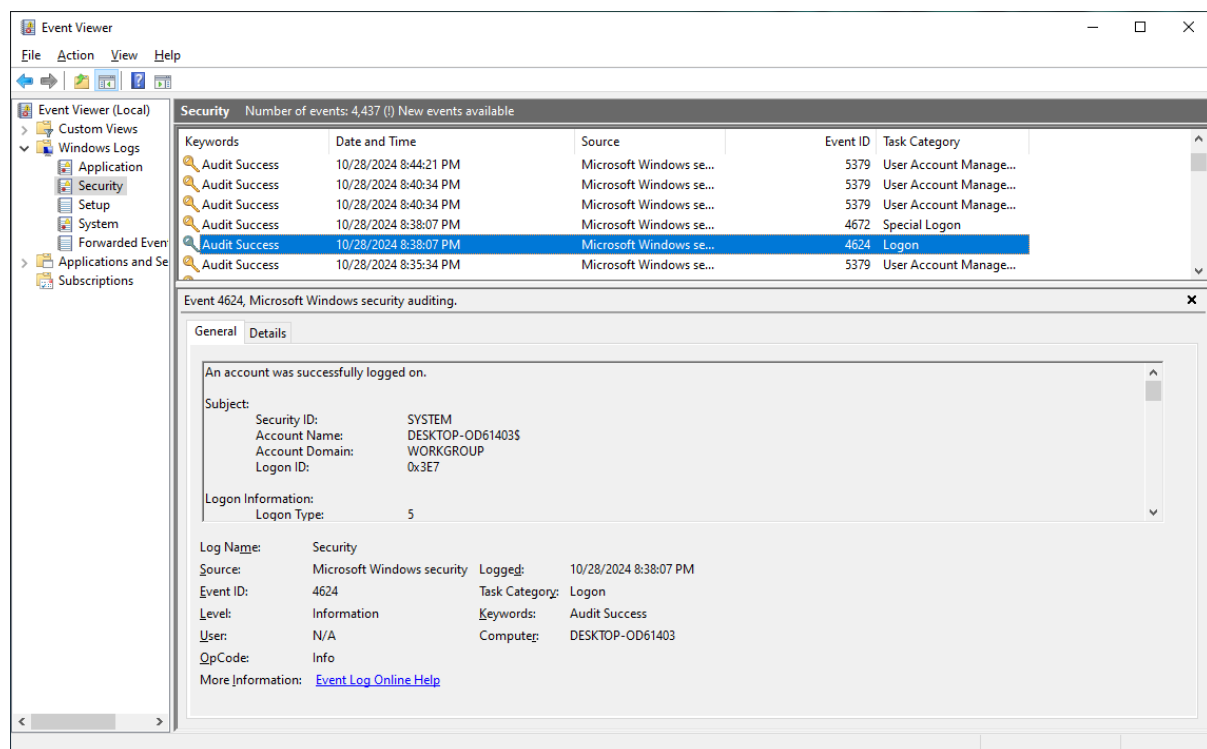 Event Viewer
File Action View Help
Event Viewer (Local)
Custom Views
Windows Logs
Application
Security
Setup
System
Forwarded Even
Applications and Se
Subscriptions
Security Number of events: 4,437 (!) New events available
Keywords Date and Time Source Event ID Task Category
Audit Success 10/28/2024 8:44:21 PM Microsoft Windows se... 5379 User Account Manage...
Audit Success 10/28/2024 8:40:34 PM Microsoft Windows se... 5379 User Account Manage...
Audit Success 10/28/2024 8:40:34 PM Microsoft Windows se... 5379 User Account Manage...
Audit Success 10/28/2024 8:38:07 PM Microsoft Windows se... 4672 Special Logon
Audit Success 10/28/2024 8:38:07 PM Microsoft Windows se... 4624 Logon
Audit Success 10/28/2024 8:35:34 PM Microsoft Windows se... 5379 User Account Manage...
Event 4624, Microsoft Windows security auditing.
General Details
An account was successfully logged on.
Subject:
Security ID: SYSTEM
Account Name: DESKTOP-OD61403$
Account Domain: WORKGROUP
Logon ID: 0x3E7
Logon Information:
Logon Type: 5
Log Name: Security
Source: Microsoft Windows security Logged: 10/28/2024 8:38:07 PM
Event ID: 4624 Task Category: Logon
Level: Information Keywords: Audit Success
User: N/A Computer: DESKTOP-OD61403
OpCode: Info
More Information: Event Log Online Help